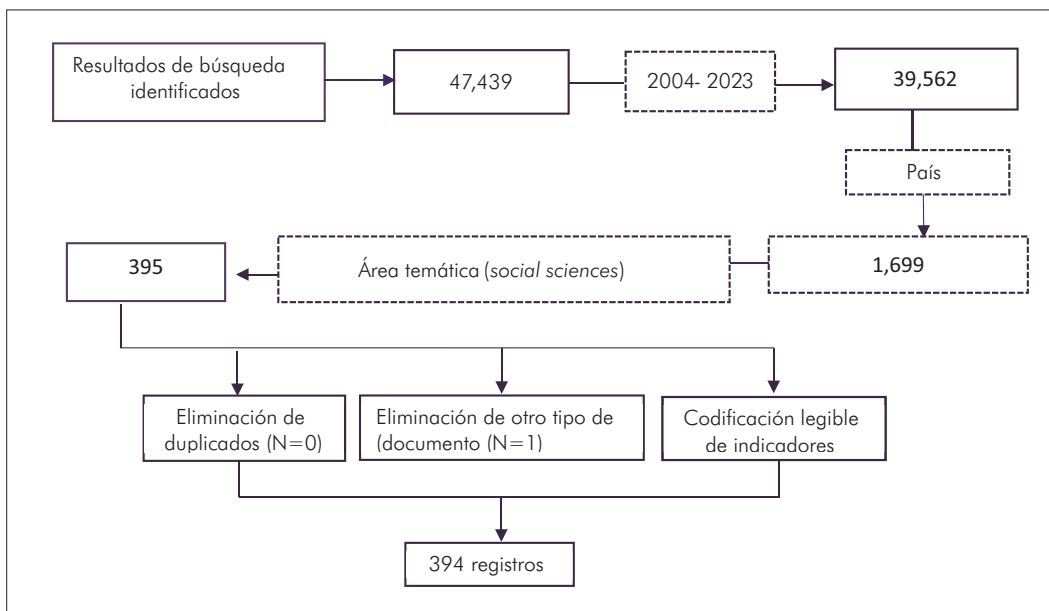 Resultados de búsqueda
identificados
47,439
2004- 2023
39,562
País
1,699
Área temática (social sciences)
395
Eliminación de
duplicados (N=0)
Eliminación de otro tipo de
(documento (N=1)
Codificación legible
de indicadores
394 registros